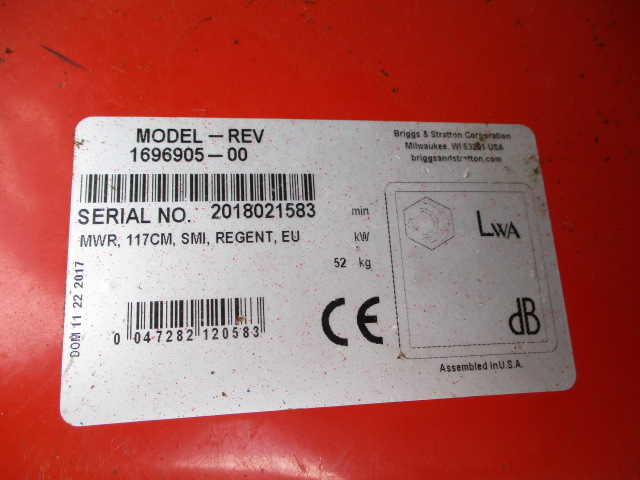 MODEL – REV
1696905 – 00
SERIAL NO. 2018021583
MWR, 117CM, SMI, REGENT, EU
DOM 11 22 2017
0 047282 120583
Briggs & Stratton Corporation
Milwaukee, WI 53201 USA
briggsandstratton.com
min
kW
52 kg
CE
LWA
dB
Assembled in U.S.A.